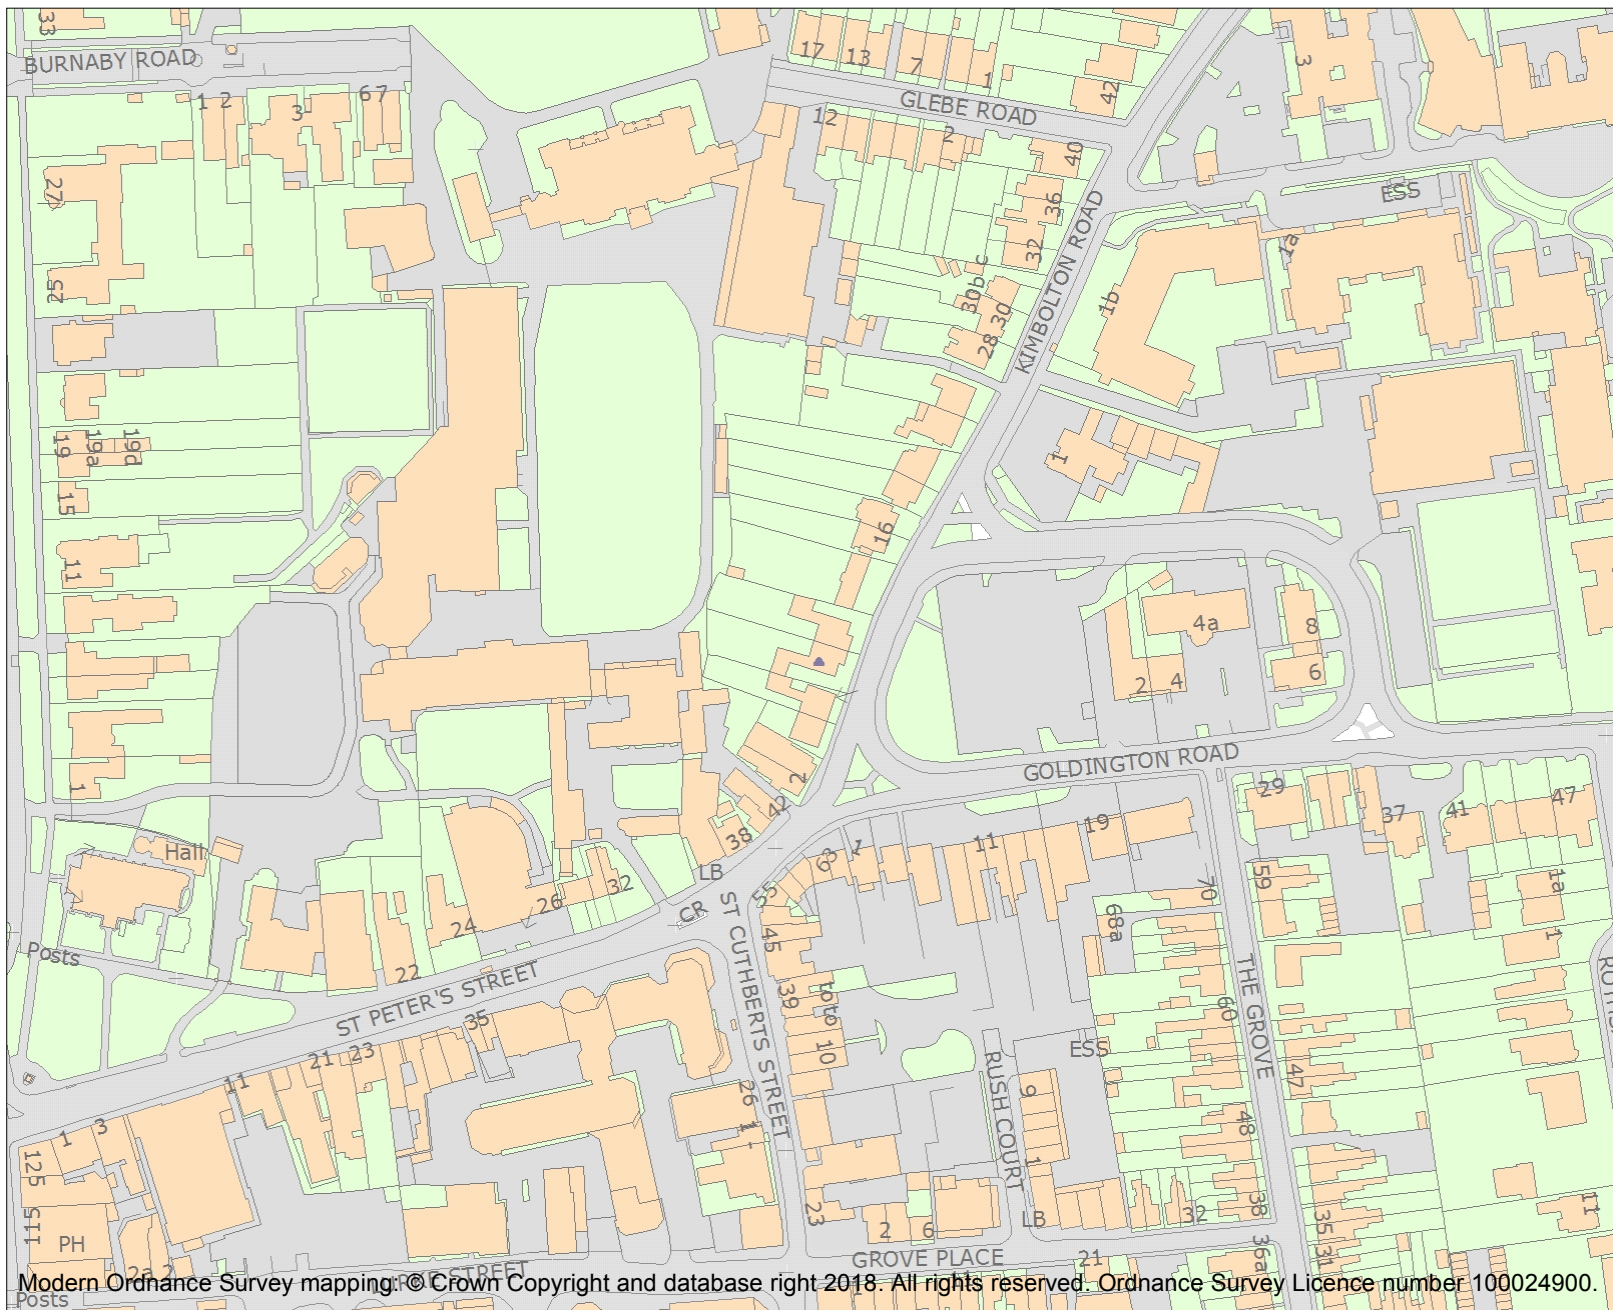 33
BURNABY ROAD
1 2
3
6 7
17 13 7 1
42
3
GLEBE ROAD
12
2
40
ESS
27
36
32
1a
25
30b c
30
28
1b
KIMBOLTON ROAD
19
19a
19d
1
15
16
11
4a
8
6
2 4
2
GOLDINGTON ROAD
1
42
38
29
37
41
47
Hall
63
1
11
19
LB
32
55
59
1a
70
26
CR
24
68a
45
1
Posts
22
ST CUTHBERTS STREET
39
toto 10
THE GROVE
60
ST PETER'S STREET
35
21 23
ESS
11
RUSH COURT
47
9
26
1 -
48
1 3
1
125
115
PH
23
2 6
LB
32
38
35
31
11
36a
GROVE PLACE
21
2a 2
Modern Ordnance Survey mapping: © Crown Copyright and database right 2018. All rights reserved. Ordnance Survey Licence number 100024900.
Posts